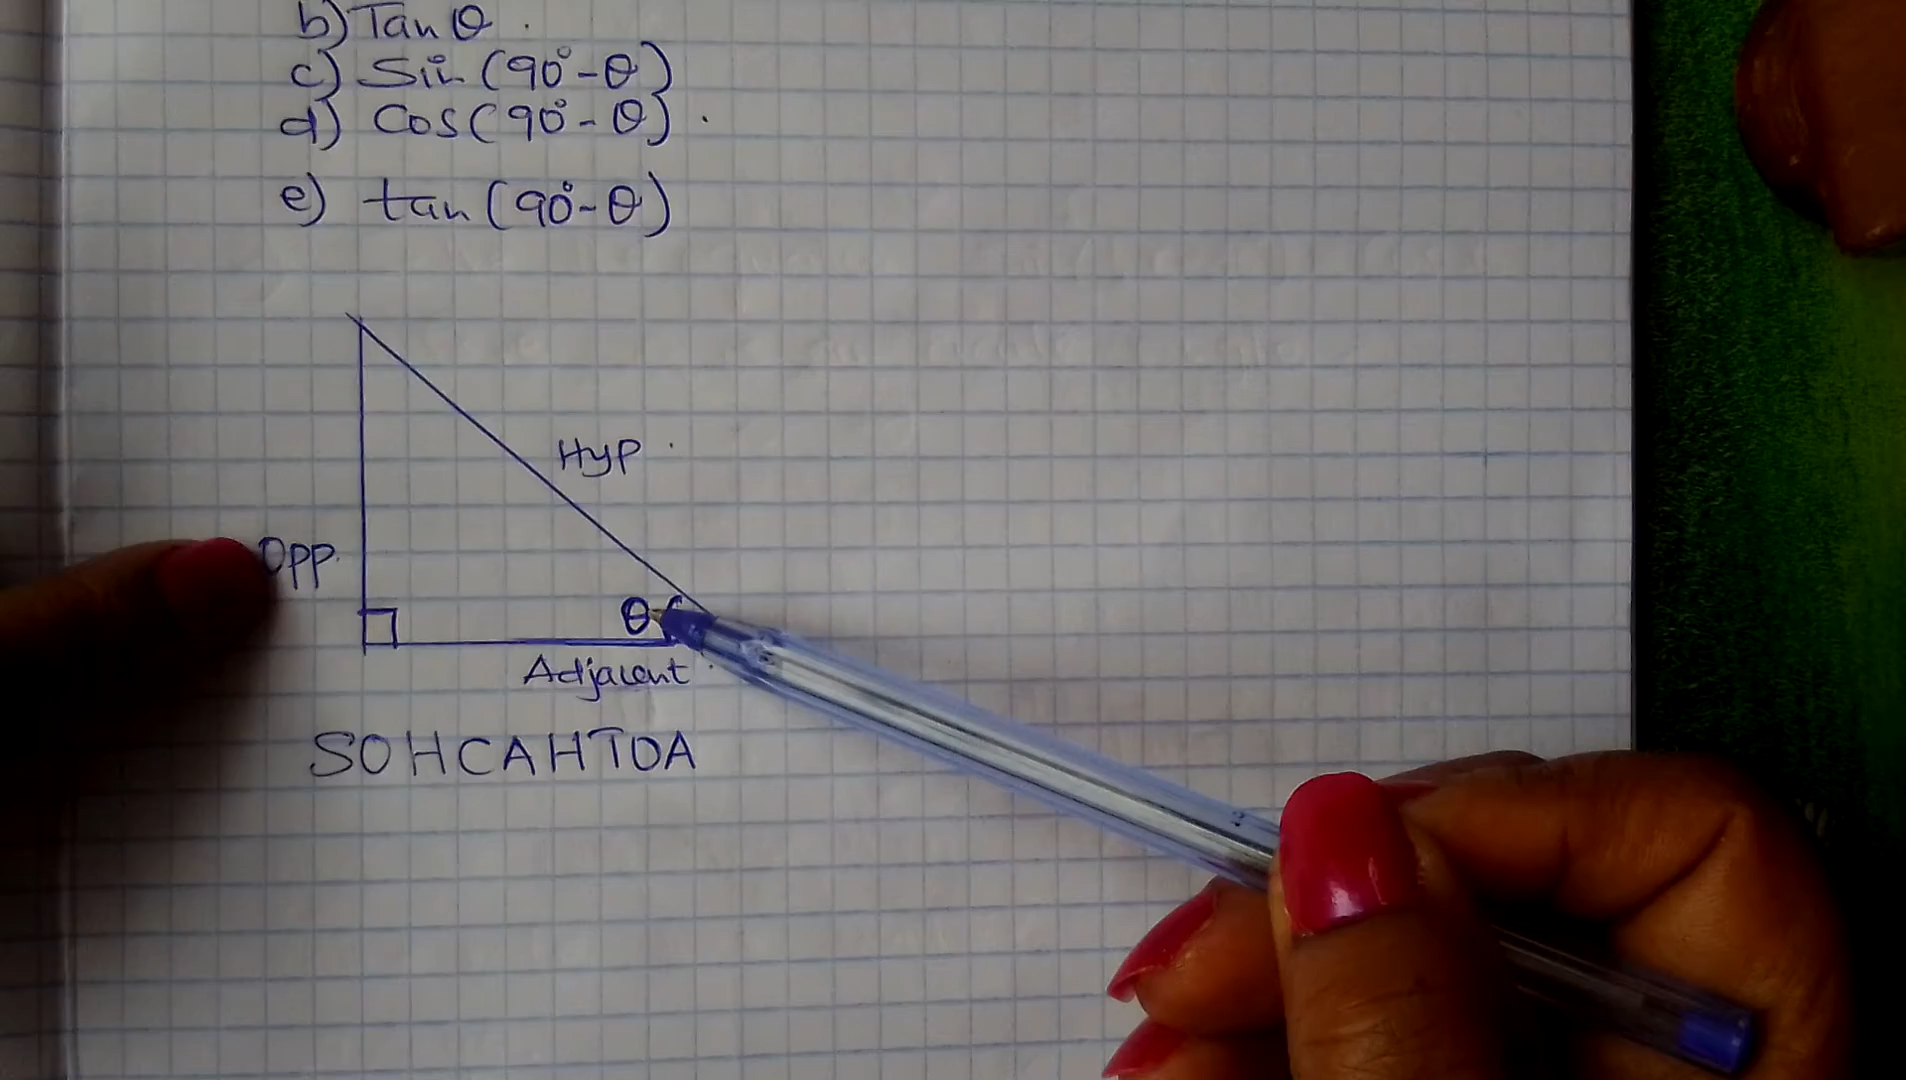 b) Tan θ.
c) Sin (90° - θ)
d) Cos (90° - θ).
e) tan (90° - θ)
Hyp.
Opp.
θ
Adjacent.
SOHCAHTOA